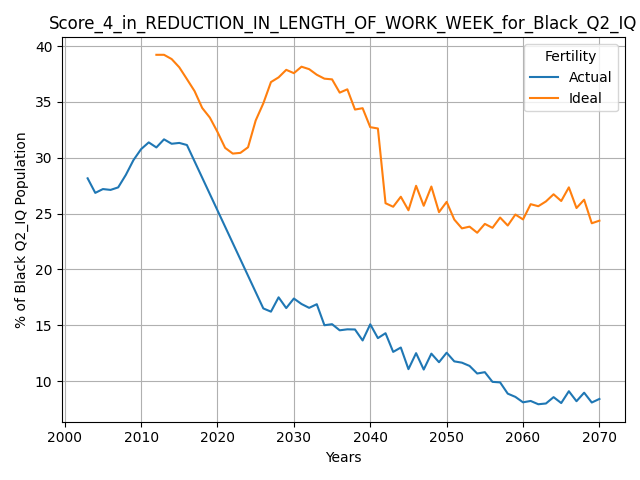 Score_4_in_REDUCTION_IN_LENGTH_OF_WORK_WEEK_for_Black_Q2_IQ
Fertility
Actual
Ideal
% of Black Q2_IQ Population
40
35
30
25
20
15
10
2000 2010 2020 2030 2040 2050 2060 2070
Years